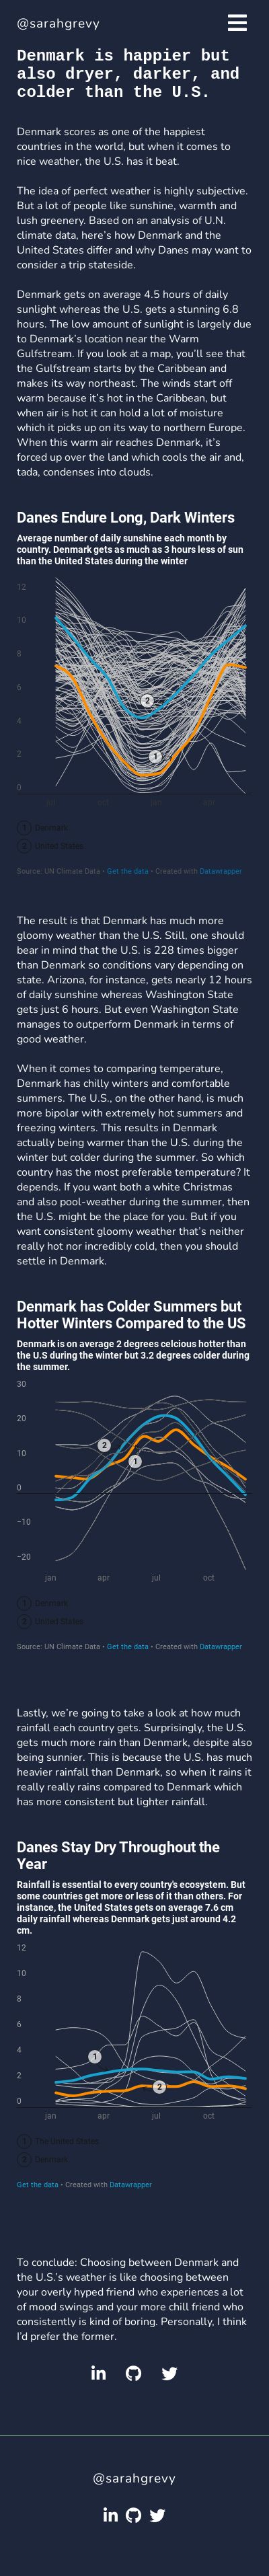 @sarahgrevy
Denmark is happier but
also dryer, darker, and
colder than the U.S.
Denmark scores as one of the happiest
countries in the world, but when it comes to
nice weather, the U.S. has it beat.
The idea of perfect weather is highly subjective.
But a lot of people like sunshine, warmth and
lush greenery. Based on an analysis of U.N.
climate data, here's how Denmark and the
United States differ and why Danes may want to
consider a trip stateside.
Denmark gets on average 4.5 hours of daily
sunlight whereas the U.S. gets a stunning 6.8
hours. The low amount of sunlight is largely due
to Denmark's location near the Warm
Gulfstream. If you look at a map, you'll see that
the Gulfstream starts by the Caribbean and
makes its way northeast. The winds start off
warm because it's hot in the Caribbean, but
when air is hot it can hold a lot of moisture
which it picks up on its way to northern Europe.
When this warm air reaches Denmark, it's
forced up over the land which cools the air and,
tada, condenses into clouds.
Danes Endure Long, Dark Winters
Average number of daily sunshine each month by
country. Denmark gets as much as 3 hours less of sun
than the United States during the winter
12
10
8
6
4
2
0
2
1
1 Denmark
2 United States
Source: UN Climate Data • Get the data • Created with Datawrapper
The result is that Denmark has much more
gloomy weather than the U.S. Still, one should
bear in mind that the U.S. is 228 times bigger
than Denmark so conditions vary depending on
state. Arizona, for instance, gets nearly 12 hours
of daily sunshine whereas Washington State
gets just 6 hours. But even Washington State
manages to outperform Denmark in terms of
good weather.
When it comes to comparing temperature,
Denmark has chilly winters and comfortable
summers. The U.S., on the other hand, is much
more bipolar with extremely hot summers and
freezing winters. This results in Denmark
actually being warmer than the U.S. during the
winter but colder during the summer. So which
country has the most preferable temperature? It
depends. If you want both a white Christmas
and also pool-weather during the summer, then
the U.S. might be the place for you. But if you
want consistent gloomy weather that's neither
really hot nor incredibly cold, then you should
settle in Denmark.
Denmark has Colder Summers but
Hotter Winters Compared to the US
Denmark is on average 2 degrees celcious hotter than
the U.S during the winter but 3.2 degrees colder during
the summer.
30
20
10
0
−10
−20
2
1
jan apr jul oct
1 Denmark
2 United States
Source: UN Climate Data • Get the data • Created with Datawrapper
Lastly, we're going to take a look at how much
rainfall each country gets. Surprisingly, the U.S.
gets much more rain than Denmark, despite also
being sunnier. This is because the U.S. has much
heavier rainfall than Denmark, so when it rains it
really really rains compared to Denmark which
has more consistent but lighter rainfall.
Danes Stay Dry Throughout the
Year
Rainfall is essential to every country's ecosystem. But
some countries get more or less of it than others. For
instance, the United States gets on average 7.6 cm
daily rainfall whereas Denmark gets just around 4.2
cm.
12
10
8
6
4
2
0
1
2
jan apr jul oct
1 The United States
2 Denmark
Get the data • Created with Datawrapper
To conclude: Choosing between Denmark and
the U.S.'s weather is like choosing between
your overly hyped friend who experiences a lot
of mood swings and your more chill friend who
consistently is kind of boring. Personally, I think
I'd prefer the former.
@sarahgrevy